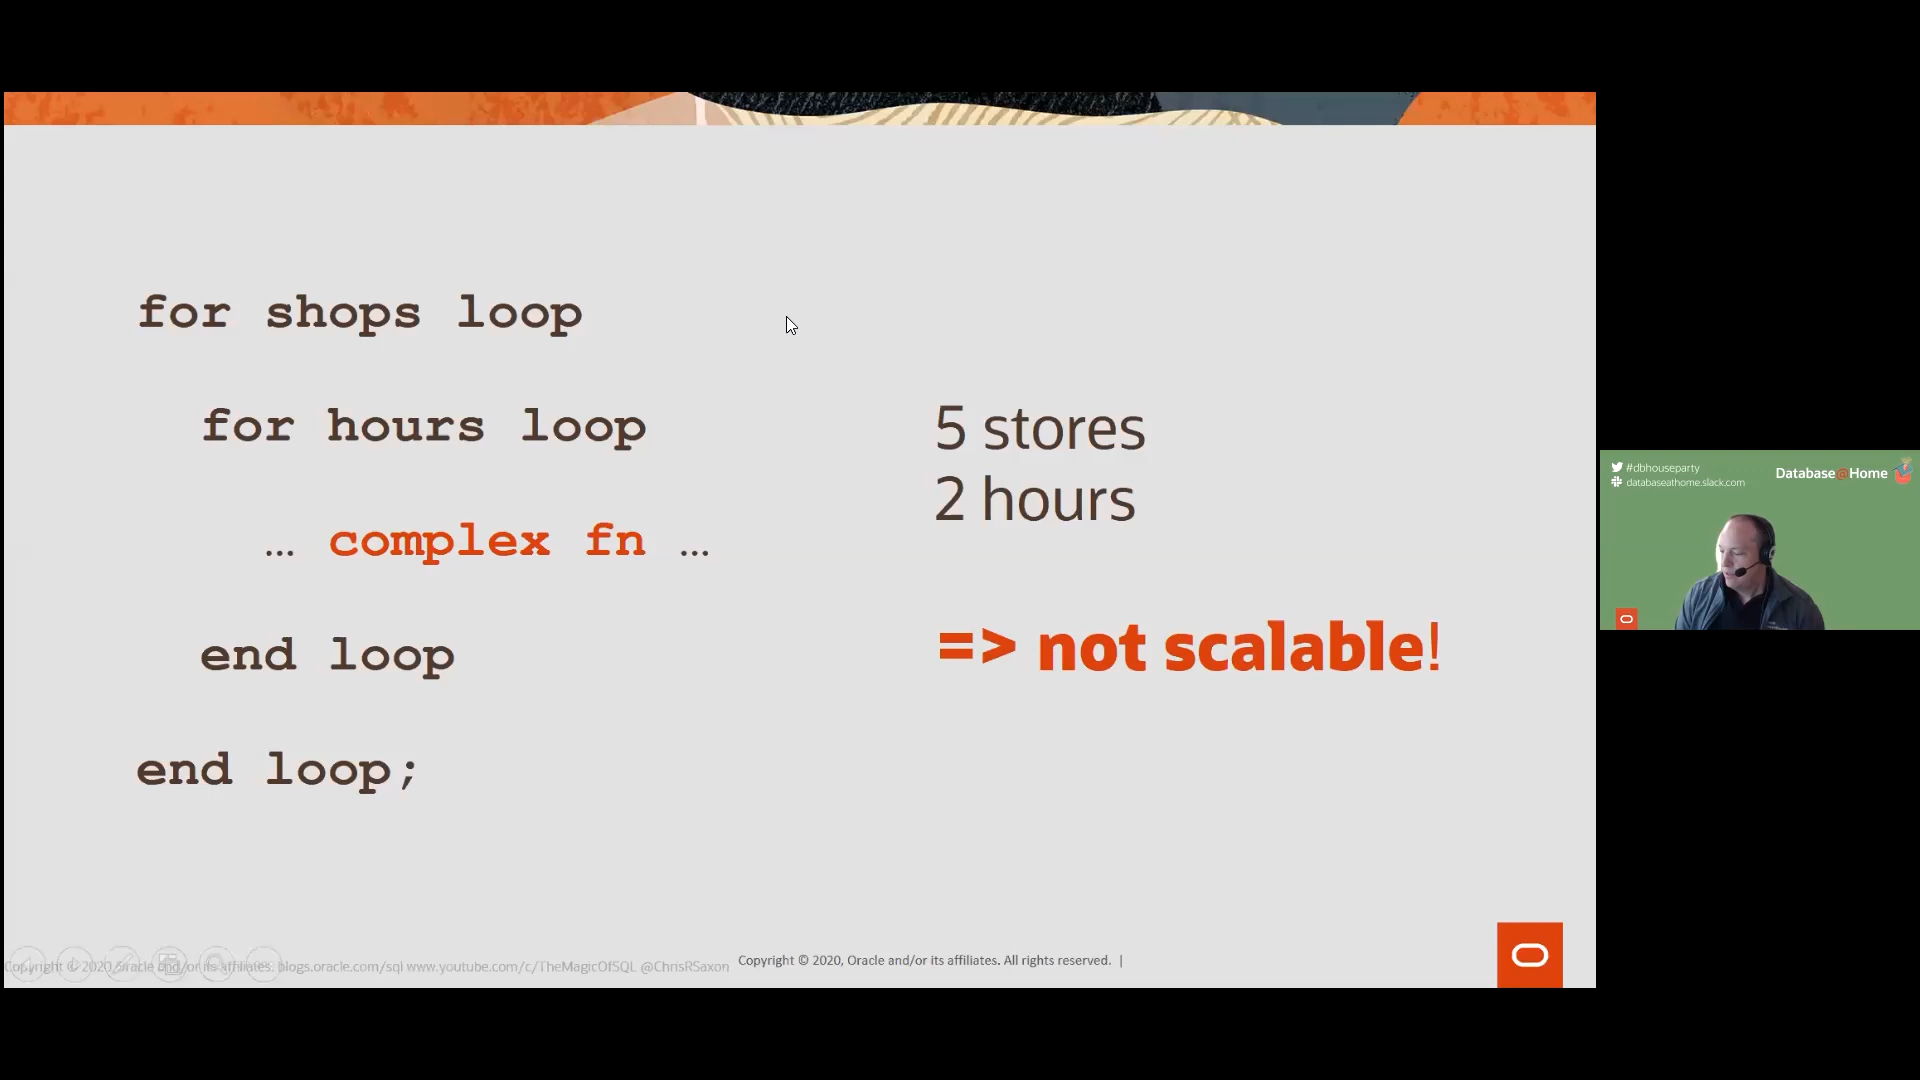 for shops loop
for hours loop
… complex fn …
end loop
end loop;
5 stores
2 hours
=> not scalable!
#dbhouseparty
databaseathome.slack.com
Database@Home
Copyright © 2020, Oracle and/or its affiliates. blogs.oracle.com/sql www.youtube.com/c/TheMagicOfSQL @ChrisRSaxon
Copyright © 2020, Oracle and/or its affiliates. All rights reserved. |